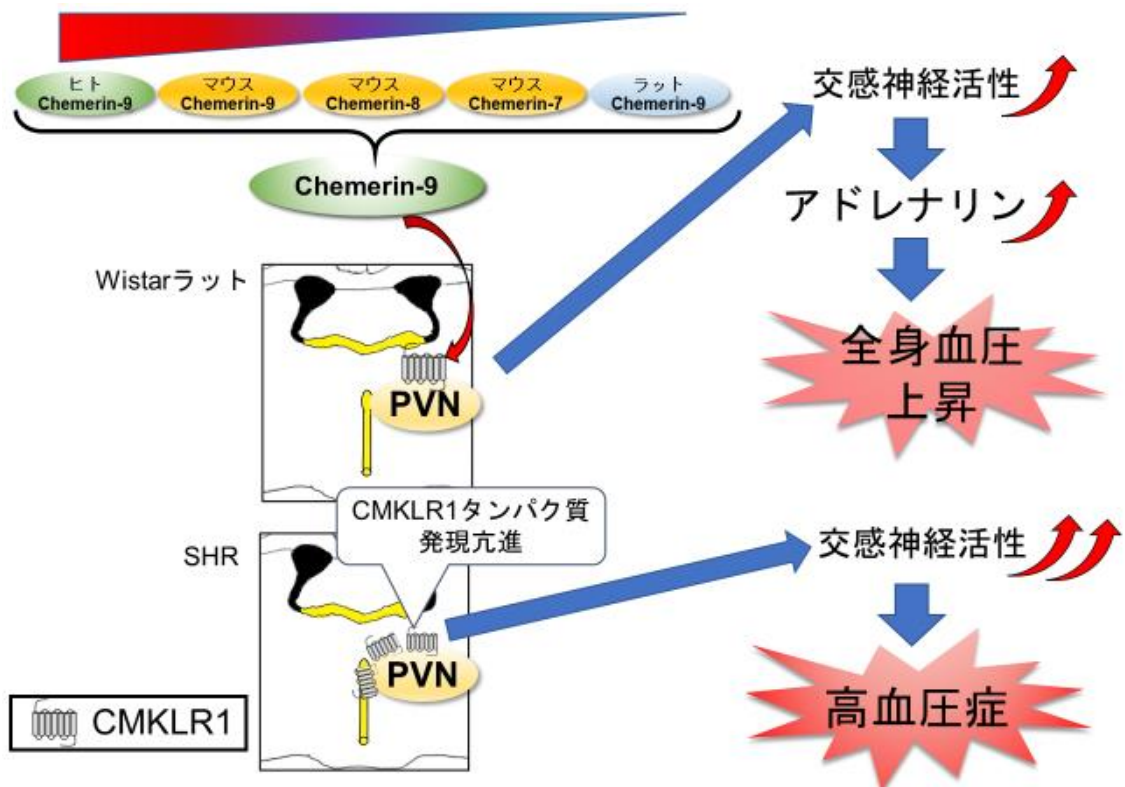 ヒト
Chemerin-9
マウス
Chemerin-9
マウス
Chemerin-8
マウス
Chemerin-7
ラット
Chemerin-9
Chemerin-9
Wistarラット
PVN
交感神経活性
アドレナリン
全身血圧
上昇
CMKLR1タンパク質
発現亢進
SHR
PVN
交感神経活性
高血圧症
CMKLR1